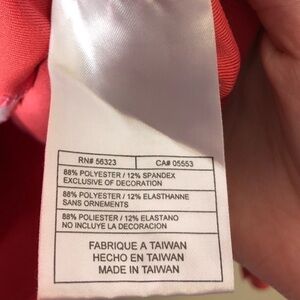 RN# 56323 CA# 05553
88% POLYESTER / 12% SPANDEX
EXCLUSIVE OF DECORATION
88% POLYESTER / 12% ELASTHANNE
SANS ORNEMENTS
88% POLIESTER / 12% ELASTANO
NO INCLUYE LA DECORACION
FABRIQUE A TAIWAN
HECHO EN TAIWAN
MADE IN TAIWAN